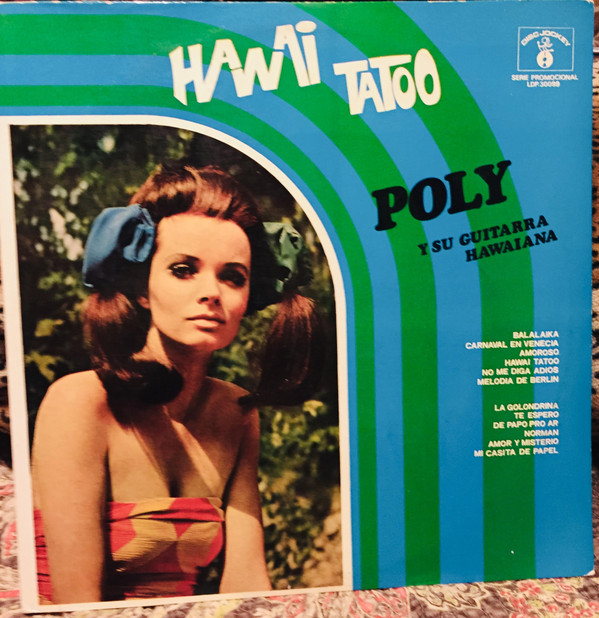 HAWAI TATOO
DISC JOCKEY
SERIE PROMOCIONAL
LDP-30098
POLY
Y SU GUITARRA
HAWAIANA
BALALAIKA
CARNAVAL EN VENECIA
AMOROSO
HAWAI TATOO
NO ME DIGA ADIOS
MELODIA DE BERLIN
LA GOLONDRINA
TE ESPERO
DE PAPO PRO AR
NORMAN
AMOR Y MISTERIO
MI CASITA DE PAPEL